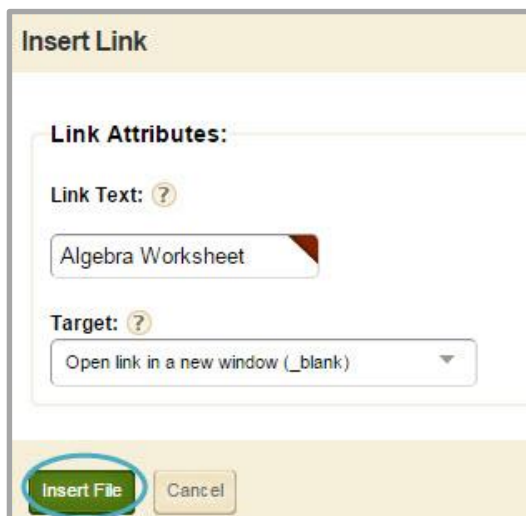 Insert Link
Link Attributes:
Link Text: ?
Algebra Worksheet
Target: ?
Open link in a new window (_blank)
Insert File Cancel